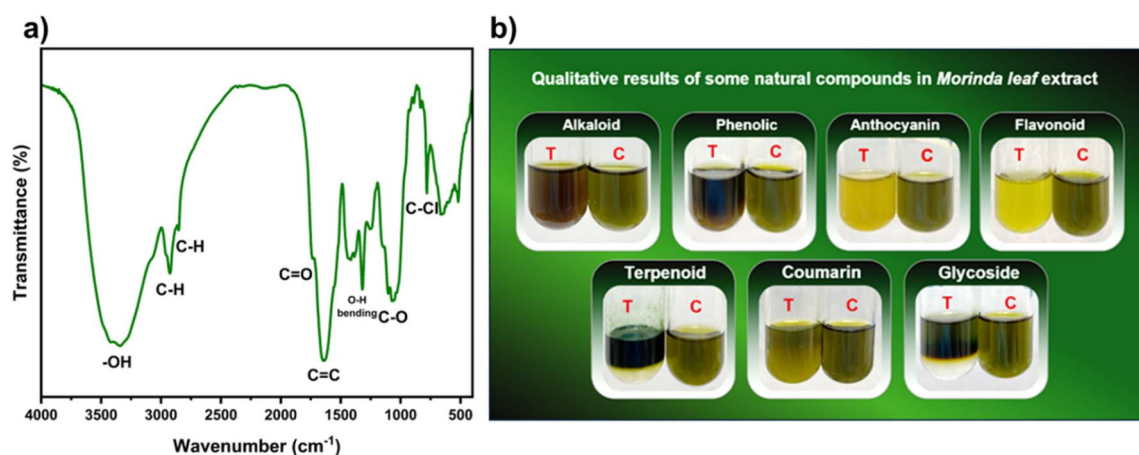 a)
Transmittance (%)
-OH
C-H
C-H
C=O
C=C
O-H
bending
C-O
C-Cl
4000 3500 3000 2500 2000 1500 1000 500
Wavenumber (cm⁻¹)
b)
Qualitative results of some natural compounds in Morinda leaf extract
Alkaloid
T C
Phenolic
T C
Anthocyanin
T C
Flavonoid
T C
Terpenoid
T C
Coumarin
T C
Glycoside
T C